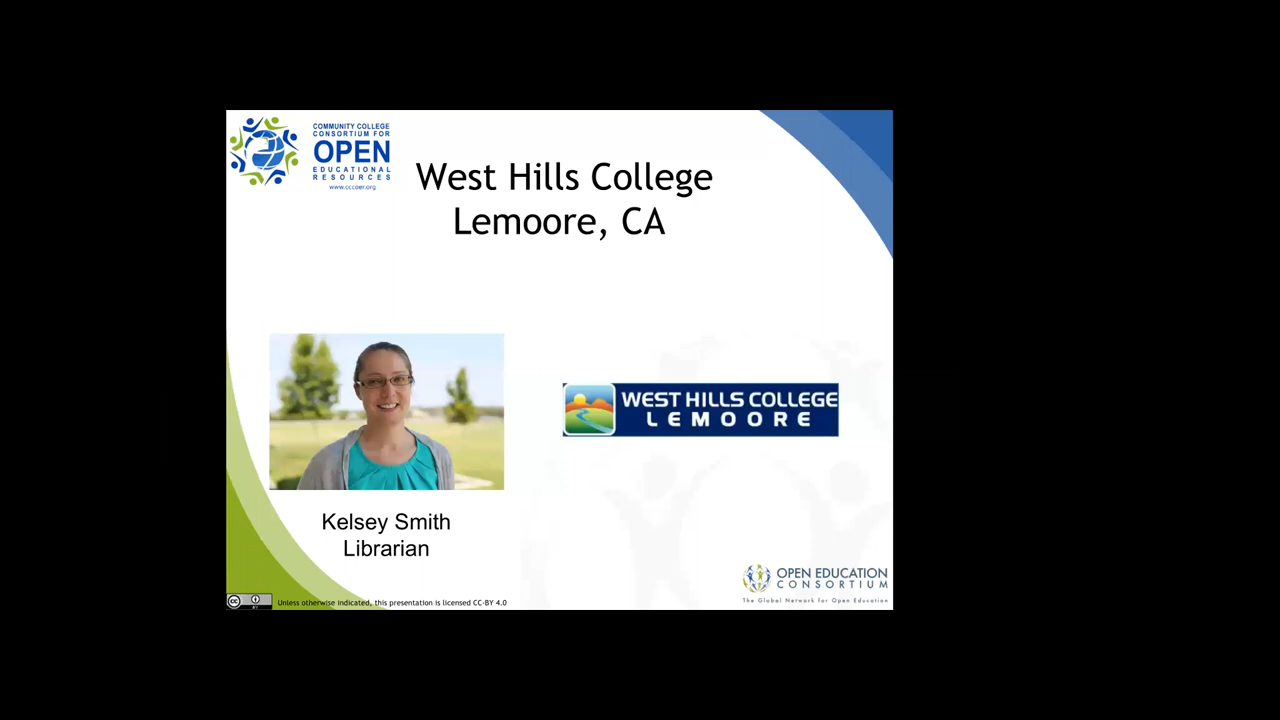 COMMUNITY COLLEGE
CONSORTIUM FOR
OPEN
EDUCATIONAL
RESOURCES
www.cccoer.org
West Hills College
Lemoore, CA
WEST HILLS COLLEGE
LEMOORE
Kelsey Smith
Librarian
OPEN EDUCATION
CONSORTIUM
The Global Network for Open Education
cc
BY
Unless otherwise indicated, this presentation is licensed CC-BY 4.0